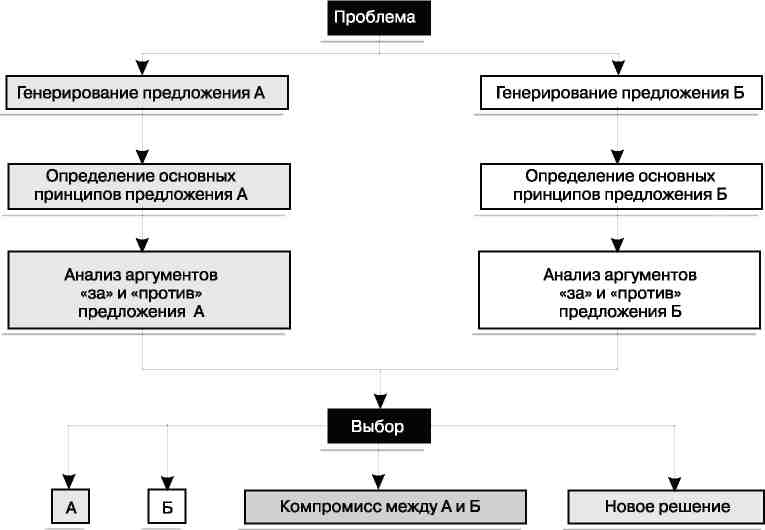 Проблема
Генерирование предложения А
Генерирование предложения Б
Определение основных
принципов предложения А
Определение основных
принципов предложения Б
Анализ аргументов
«за» и «против»
предложения А
Анализ аргументов
«за» и «против»
предложения Б
Выбор
А
Б
Компромисс между А и Б
Новое решение